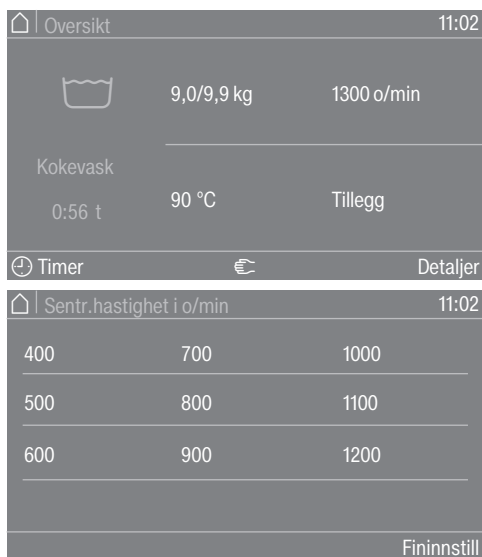 Oversikt 11:02
9,0/9,9 kg 1300 o/min
Kokevask
0:56 t
90 °C Tillegg
Timer Detaljer
Sentr.hastighet i o/min 11:02
400 700 1000
500 800 1100
600 900 1200
Fininnstill